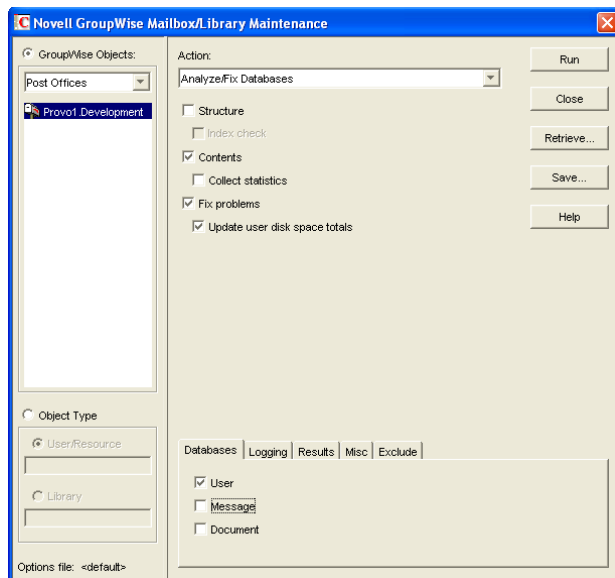 Novell GroupWise Mailbox/Library Maintenance
GroupWise Objects:
Post Offices
Provo1.Development
Object Type
User/Resource
Library
Options file: <default>
Action:
Analyze/Fix Databases
Structure
Index check
Contents
Collect statistics
Fix problems
Update user disk space totals
Run
Close
Retrieve...
Save...
Help
Databases Logging Results Misc Exclude
User
Message
Document